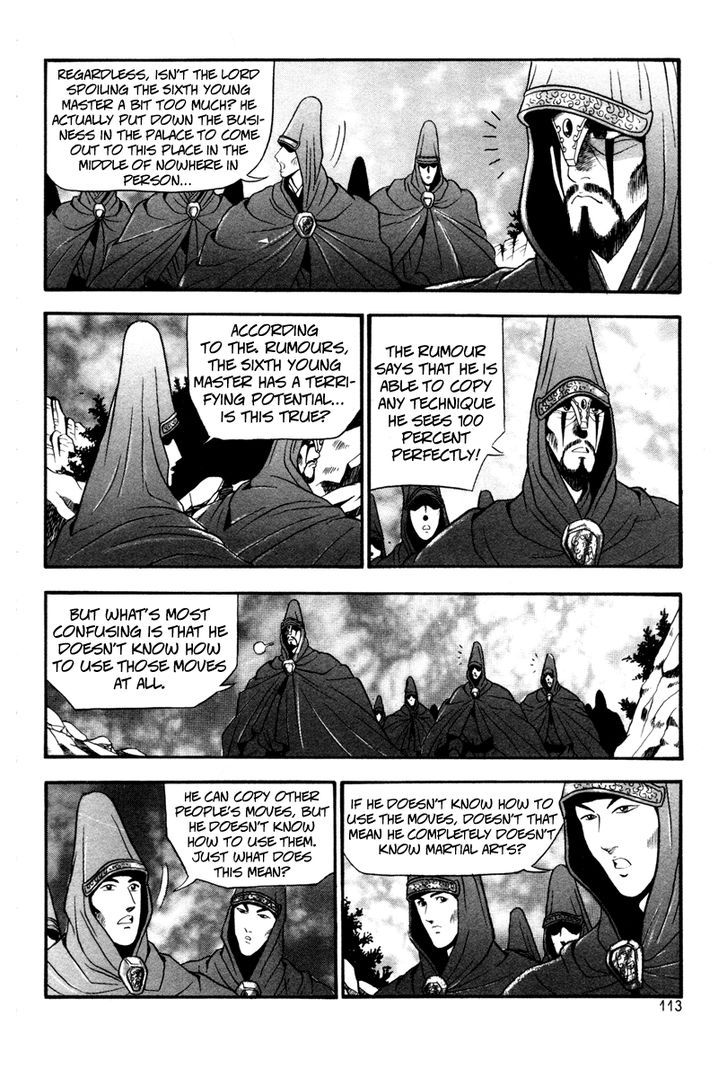 REGARDLESS, ISN'T THE LORD
SPOILING THE SIXTH YOUNG
MASTER A BIT TOO MUCH? HE
ACTUALLY PUT DOWN THE BUSI-
NESS IN THE PALACE TO COME
OUT TO THIS PLACE IN THE
MIDDLE OF NOWHERE IN
PERSON...
ACCORDING
TO THE. RUMOURS,
THE SIXTH YOUNG
MASTER HAS A TERRI-
FYING POTENTIAL...
IS THIS TRUE?
THE RUMOUR
SAYS THAT HE IS
ABLE TO COPY
ANY TECHNIQUE
HE SEES 100
PERCENT
PERFECTLY!
BUT WHAT'S MOST
CONFUSING IS THAT HE
DOESN'T KNOW HOW
TO USE THOSE MOVES
AT ALL.
HE CAN COPY OTHER
PEOPLE'S MOVES, BUT
HE DOESN'T KNOW
HOW TO USE THEM.
JUST WHAT DOES
THIS MEAN?
IF HE DOESN'T KNOW HOW TO
USE THE MOVES, DOESN'T THAT
MEAN HE COMPLETELY DOESN'T
KNOW MARTIAL ARTS?
113